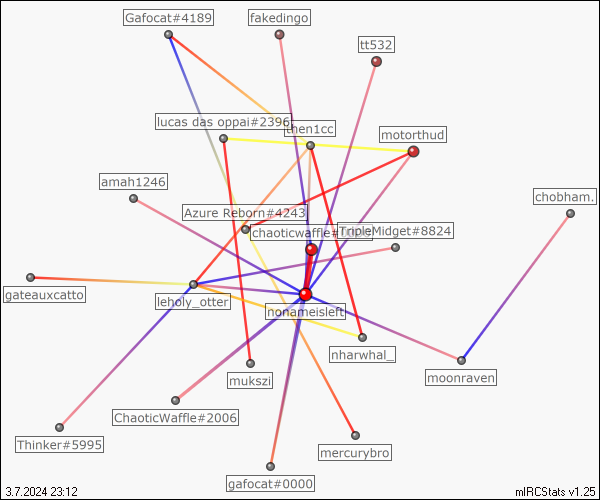 Gafocat#4189
fakedingo
tt532
lucas das oppai#2396
then1cc
motorthud
amah1246
chobham.
Azure Reborn#4243
chaoticwaffle#
TripleMidget#8824
gateauxcatto
leholy_otter
nonameisleft
nharwhal_
mukszi
moonraven
ChaoticWaffle#2006
Thinker#5995
mercurybro
gafocat#0000
3.7.2024 23:12
mIRCStats v1.25